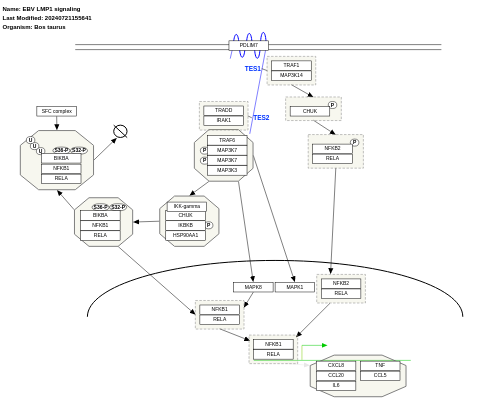 Name: EBV LMP1 signaling
Last Modified: 20240721155641
Organism: Bos taurus
PDLIM7
TES1
TRAF1
MAP3K14
CHUK
P
SFC complex
TRADD
IRAK1
TES2
TRAF6
MAP3K7
MAP3K7
MAP3K3
P
P
NFKB2
RELA
P
U
U
U
S36-P
S32-P
BIKBA
NFKB1
RELA
S36-P
S32-P
BIKBA
NFKB1
RELA
IKK-gamma
CHUK
IKBKB
HSP90AA1
P
MAPK8
MAPK1
NFKB2
RELA
NFKB1
RELA
NFKB1
RELA
CXCL8
CCL20
IL6
TNF
CCL5